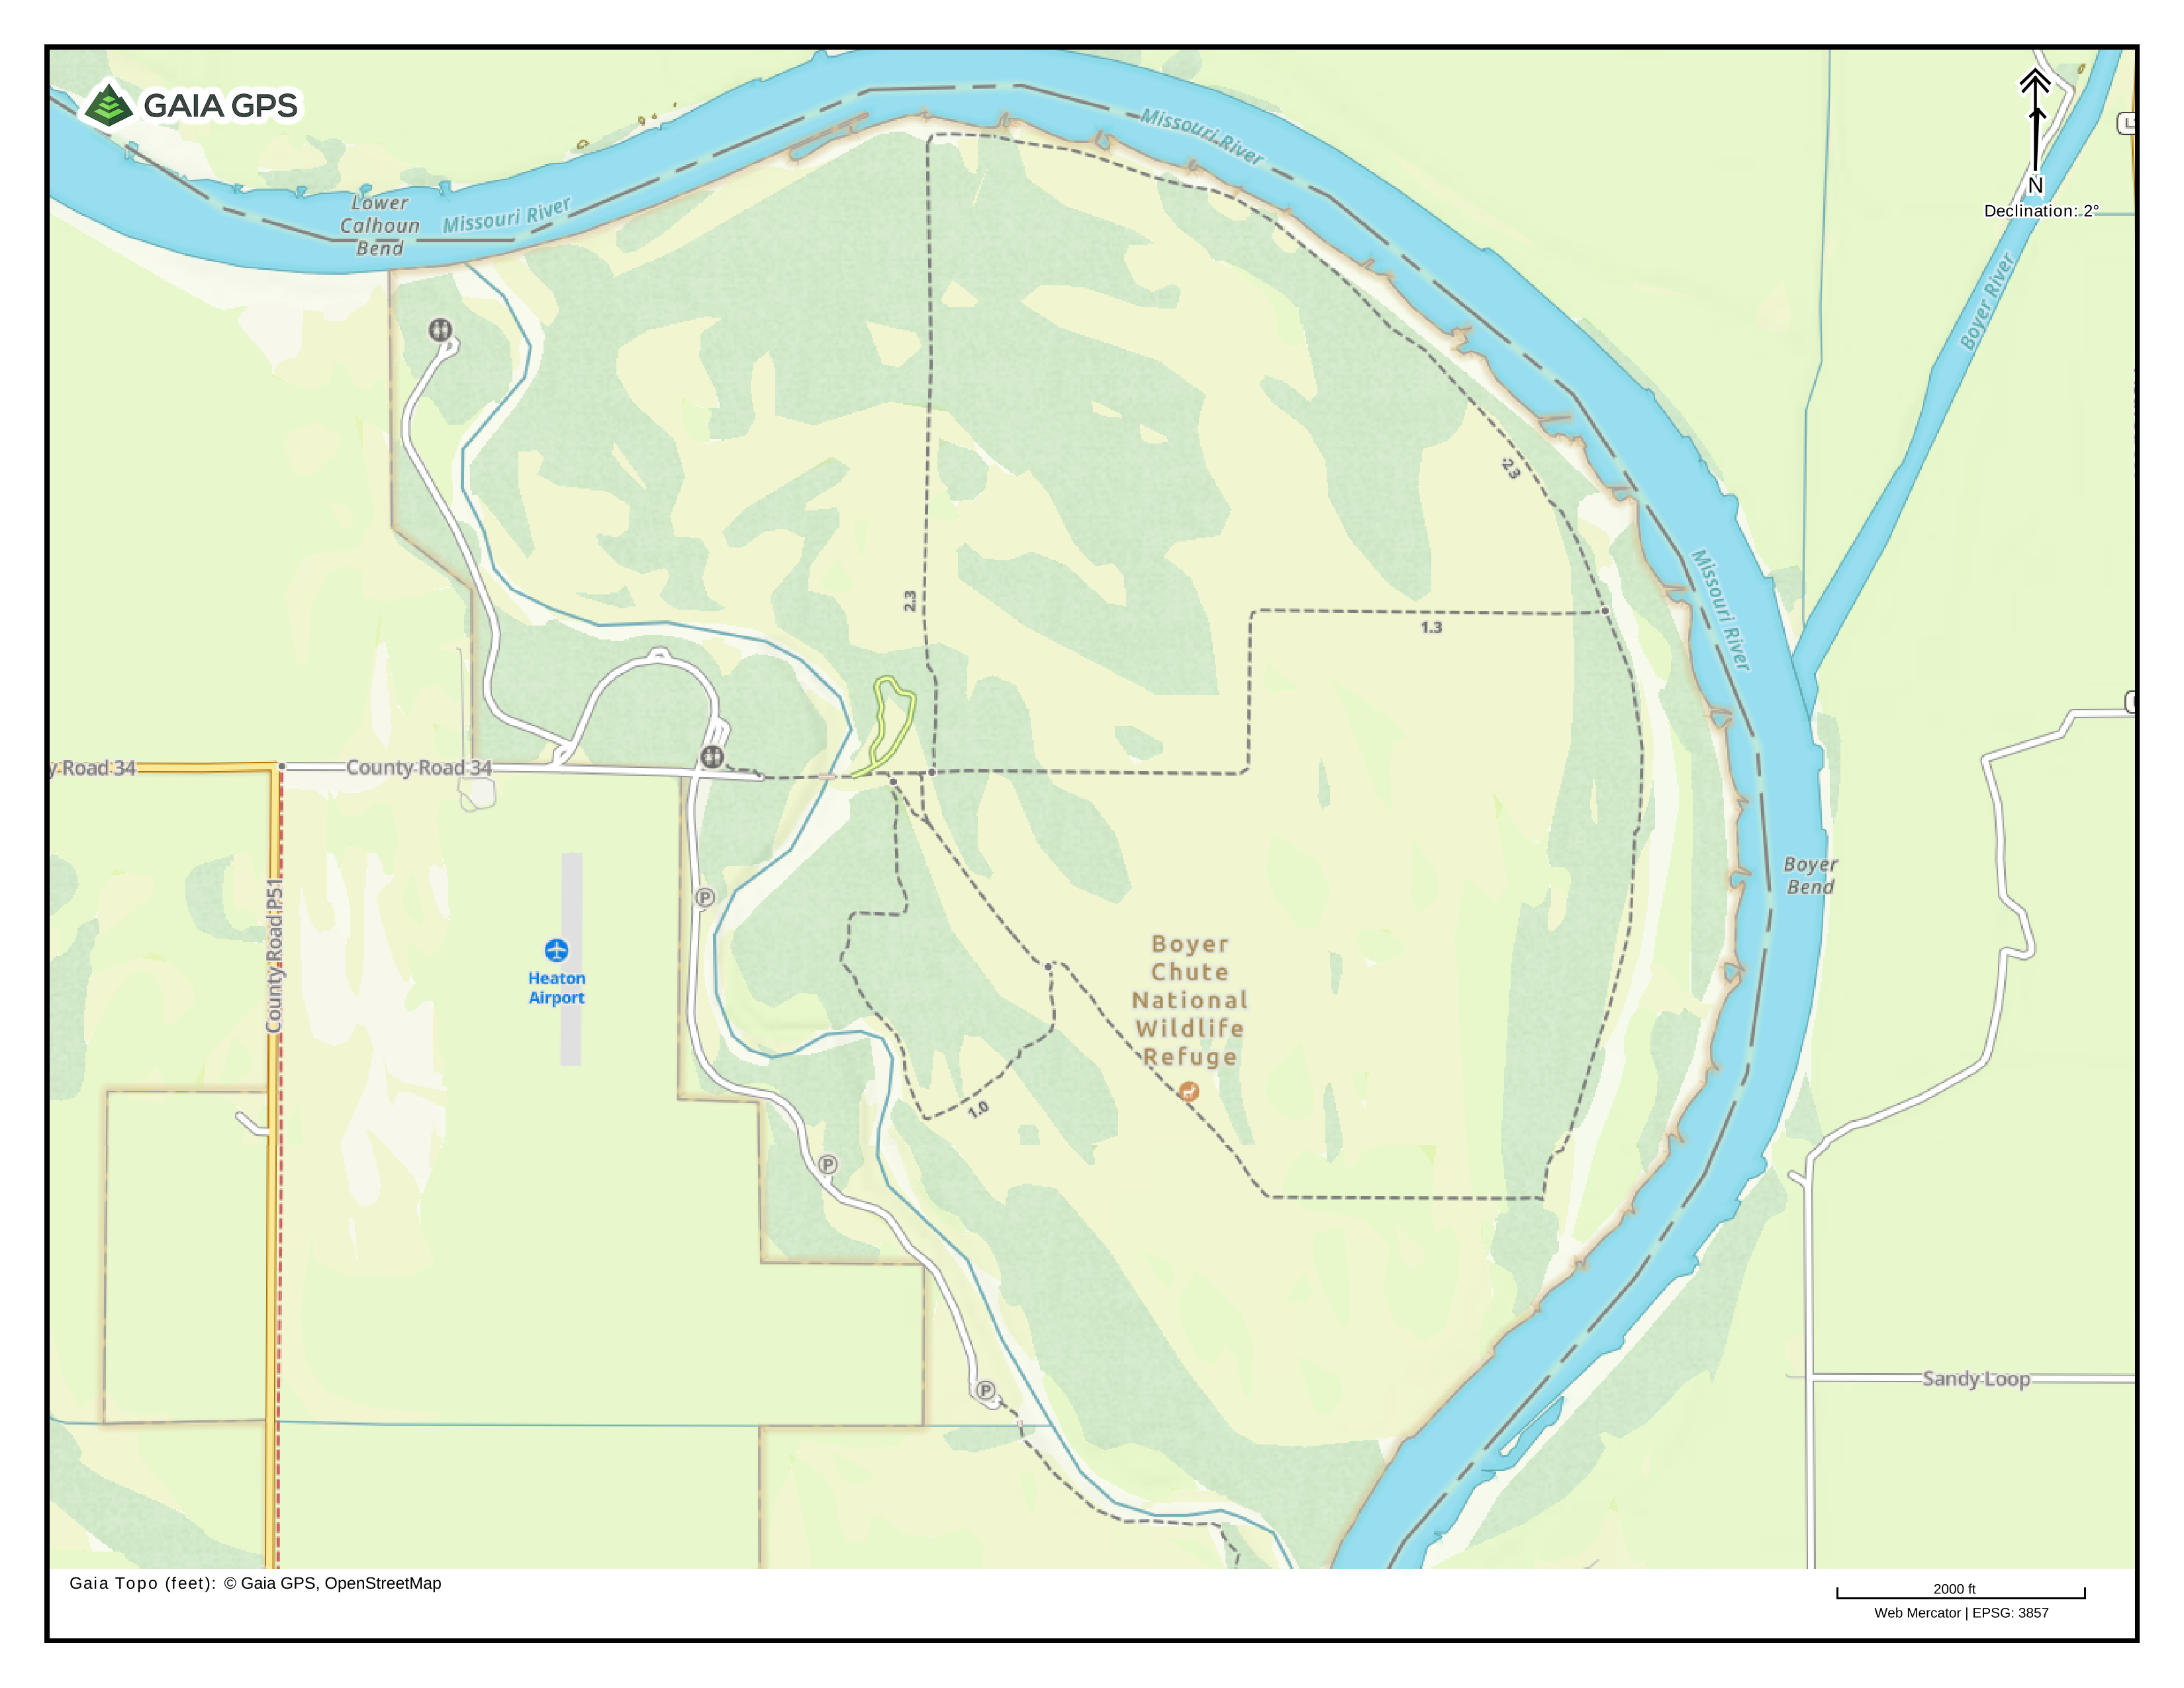 GAIA GPS
N
Declination: 2°
Missouri River
Lower
Calhoun
Bend
Missouri River
Boyer River
2.3
Missouri River
2.3
1.3
y Road 34
County Road 34
County Road P51
Boyer
Bend
Heaton
Airport
Boyer
Chute
National
Wildlife
Refuge
P
1.0
P
P
Sandy Loop
Gaia Topo (feet): © Gaia GPS, OpenStreetMap
2000 ft
Web Mercator | EPSG: 3857